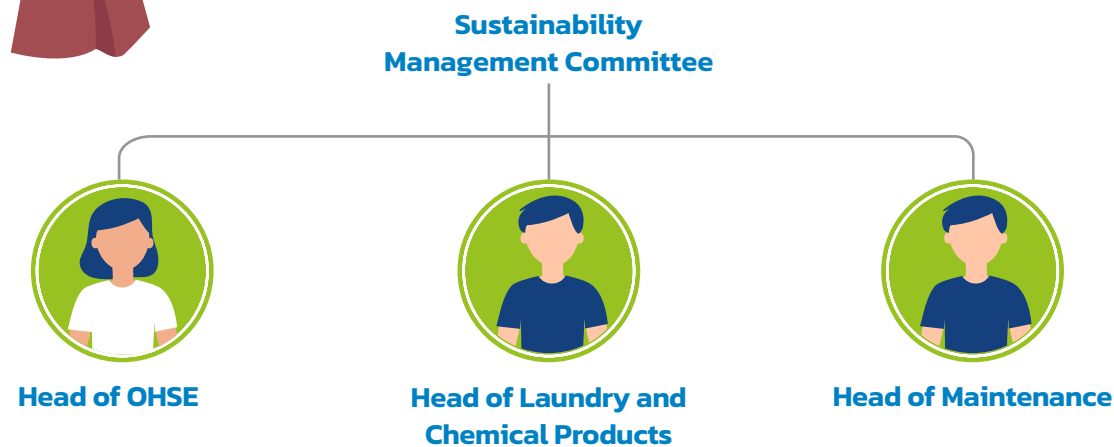 Sustainability
Management Committee
Head of OHSE
Head of Laundry and
Chemical Products
Head of Maintenance